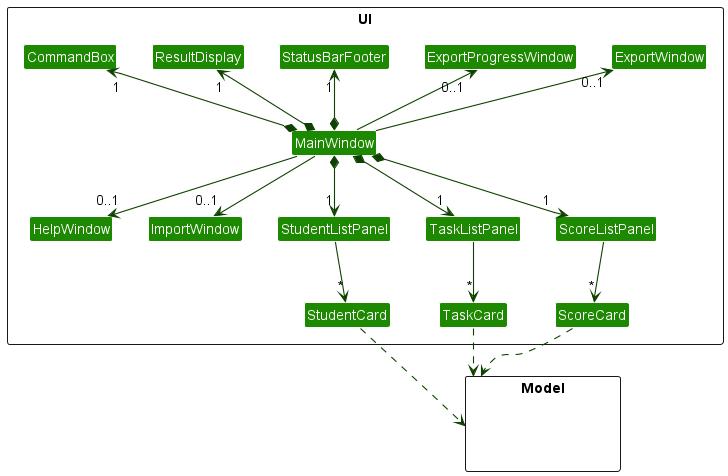 UI
CommandBox
ResultDisplay
StatusBarFooter
ExportProgressWindow
ExportWindow
1
1
1
0..1
0..1
MainWindow
0..1
0..1
1
1
1
HelpWindow
ImportWindow
StudentListPanel
TaskListPanel
ScoreListPanel
*
*
*
StudentCard
TaskCard
ScoreCard
Model